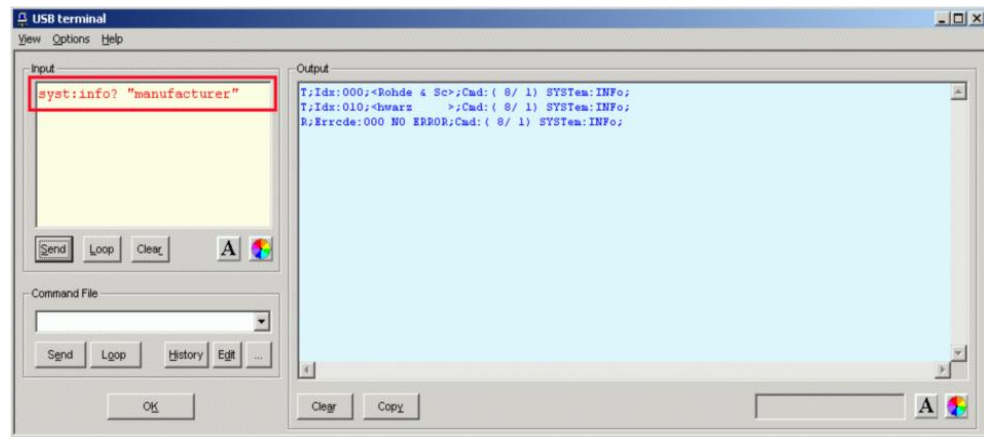 USB terminal
View Options Help
Input
syst:info? "manufacturer"
Send Loop Clear A
Command File
Send Loop History Edit ...
OK
Output
T;Idx:000;<Rohde & Sc>;Cmd:( 8/ 1) SYSTem:INFo;
T;Idx:010;<hwarz     >;Cmd:( 8/ 1) SYSTem:INFo;
R;Errcde:000 NO ERROR;Cmd:( 8/ 1) SYSTem:INFo;
Clear Copy A